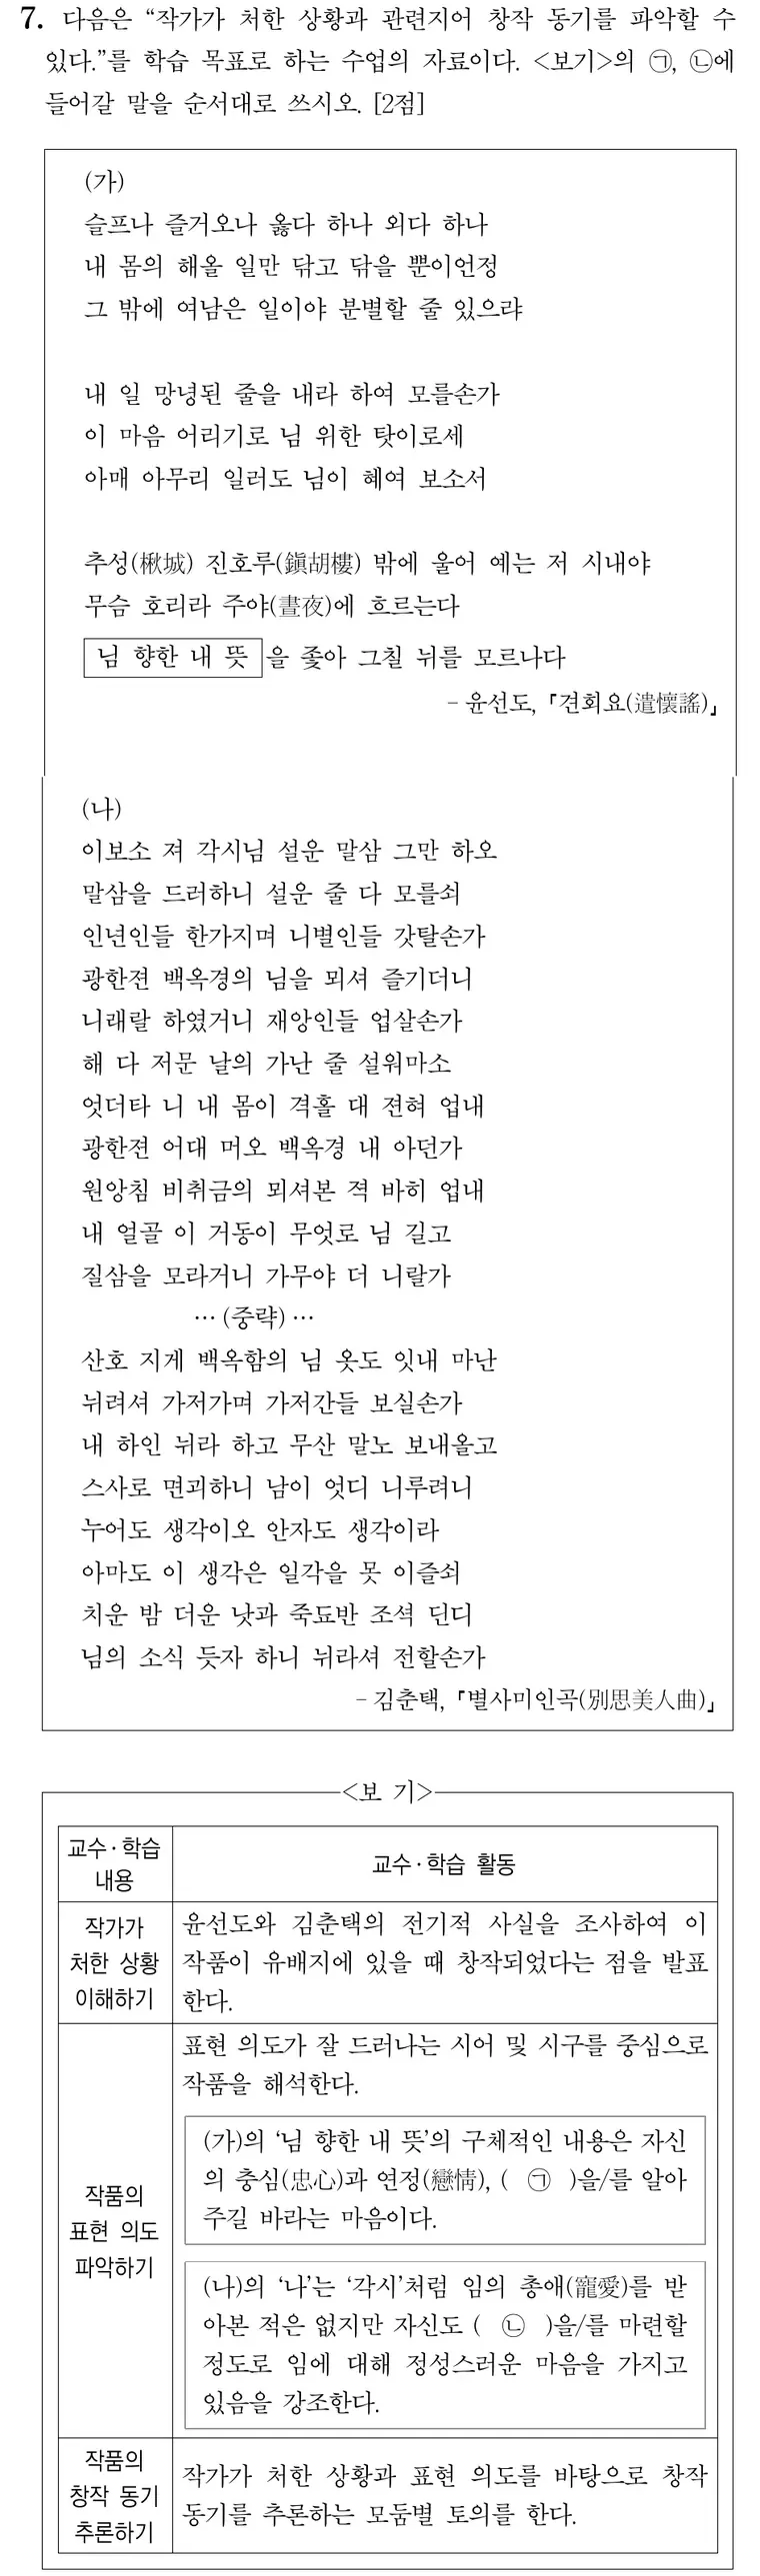 7. 다음은 “작가가 처한 상황과 관련지어 창작 동기를 파악할 수
있다.”를 학습 목표로 하는 수업의 자료이다. <보기>의 ㉠, ㉡에
들어갈 말을 순서대로 쓰시오. [2점]
(가)
슬프나 즐거오나 옳다 하나 외다 하나
내 몸의 해올 일만 닦고 닦을 뿐이언정
그 밖에 여남은 일이야 분별할 줄 있으랴
내 일 망녕된 줄을 내라 하여 모를손가
이 마음 어리기로 님 위한 탓이로세
아매 아무리 일러도 님이 혜여 보소서
추성(楸城) 진호루(鎭胡樓) 밖에 울어 예는 저 시내야
무슴 호리라 주야(晝夜)에 흐르는다
님 향한 내 뜻을 좇아 그칠 뉘를 모르나다
- 윤선도, 「견회요(遣懷謠)」
(나)
이보소 져 각시님 설운 말삼 그만 하오
말삼을 드러하니 설운 줄 다 모를쇠
인년인들 한가지며 니별인들 갓탈손가
광한젼 백옥경의 님을 뫼셔 즐기더니
니래랄 하였거니 재앙인들 업살손가
해 다 저문 날의 가난 줄 설워마소
엇더타 니 내 몸이 격홀 대 젼혀 업내
광한젼 어대 머오 백옥경 내 아던가
원앙침 비취금의 뫼셔본 젹 바히 업내
내 얼골 이 거동이 무엇로 님 길고
질삼을 모라거니 가무야 더 니랄가
… (중략) …
산호 지게 백옥함의 님 옷도 잇내 마난
뉘려셔 가저가며 가저간들 보실손가
내 하인 뉘라 하고 무산 말노 보내올고
스사로 면괴하니 남이 엇디 니루려니
누어도 생각이오 안자도 생각이라
아마도 이 생각은 일각을 못 이즐쇠
치운 밤 더운 낫과 죽됴반 조셕 딘디
님의 소식 듯자 하니 뉘라셔 전할손가
- 김춘택, 「별사미인곡(別思美人曲)」
<보 기>
교수·학습 내용
교수·학습 활동
작가가
처한 상황
이해하기
윤선도와 김춘택의 전기적 사실을 조사하여 이
작품이 유배지에 있을 때 창작되었다는 점을 발표
한다.
작품의
표현 의도
파악하기
표현 의도가 잘 드러나는 시어 및 시구를 중심으로
작품을 해석한다.
(가)의 ‘님 향한 내 뜻’의 구체적인 내용은 자신
의 충심(忠心)과 연정(戀情), ( ㉠ )을/를 알아
주길 바라는 마음이다.
(나)의 ‘나’는 ‘각시’처럼 임의 총애(寵愛)를 받
아본 적은 없지만 자신도 ( ㉡ )을/를 마련할
정도로 임에 대해 정성스러운 마음을 가지고
있음을 강조한다.
작품의
창작 동기
추론하기
작가가 처한 상황과 표현 의도를 바탕으로 창작
동기를 추론하는 모둠별 토의를 한다.